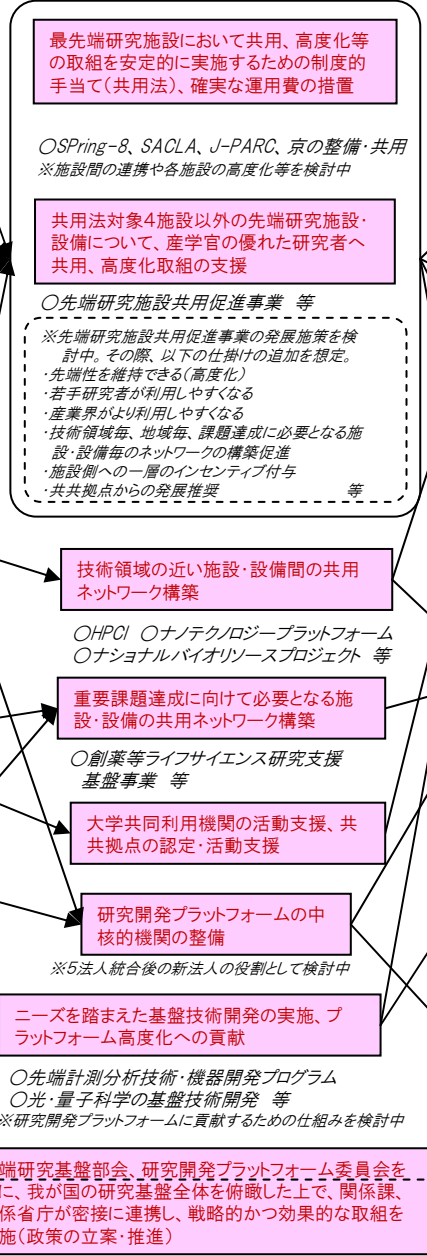 最先端研究施設において共用、高度化等
の取組を安定的に実施するための制度的
手当て(共用法)、確実な運用費の措置
○SPring-8、SACLA、J-PARC、京の整備・共用
※施設間の連携や各施設の高度化等を検討中
共用法対象4施設以外の先端研究施設・
設備について、産学官の優れた研究者へ
共用、高度化取組の支援
○先端研究施設共用促進事業 等
※先端研究施設共用促進事業の発展施策を検
討中。その際、以下の仕掛けの追加を想定。
・先端性を維持できる(高度化)
・若手研究者が利用しやすくなる
・産業界がより利用しやすくなる
・技術領域毎、地域毎、課題達成に必要となる施
設・設備毎のネットワークの構築促進
・施設側への一層のインセンティブ付与
・共共拠点からの発展推奨 等
技術領域の近い施設・設備間の共用
ネットワーク構築
○HPCI ○ナノテクノロジープラットフォーム
○ナショナルバイオリソースプロジェクト 等
重要課題達成に向けて必要となる施
設・設備の共用ネットワーク構築
○創薬等ライフサイエンス研究支援
基盤事業 等
大学共同利用機関の活動支援、共
共拠点の認定・活動支援
研究開発プラットフォームの中
核的機関の整備
※5法人統合後の新法人の役割として検討中
ニーズを踏まえた基盤技術開発の実施、プ
ラットフォーム高度化への貢献
○先端計測分析技術・機器開発プログラム
○光・量子科学の基盤技術開発 等
※研究開発プラットフォームに貢献するための仕組みを検討中
端研究基盤部会、研究開発プラットフォーム委員会を
に、我が国の研究基盤全体を俯瞰した上で、関係課、
係省庁が密接に連携し、戦略的かつ効果的な取組を
施(政策の立案・推進)